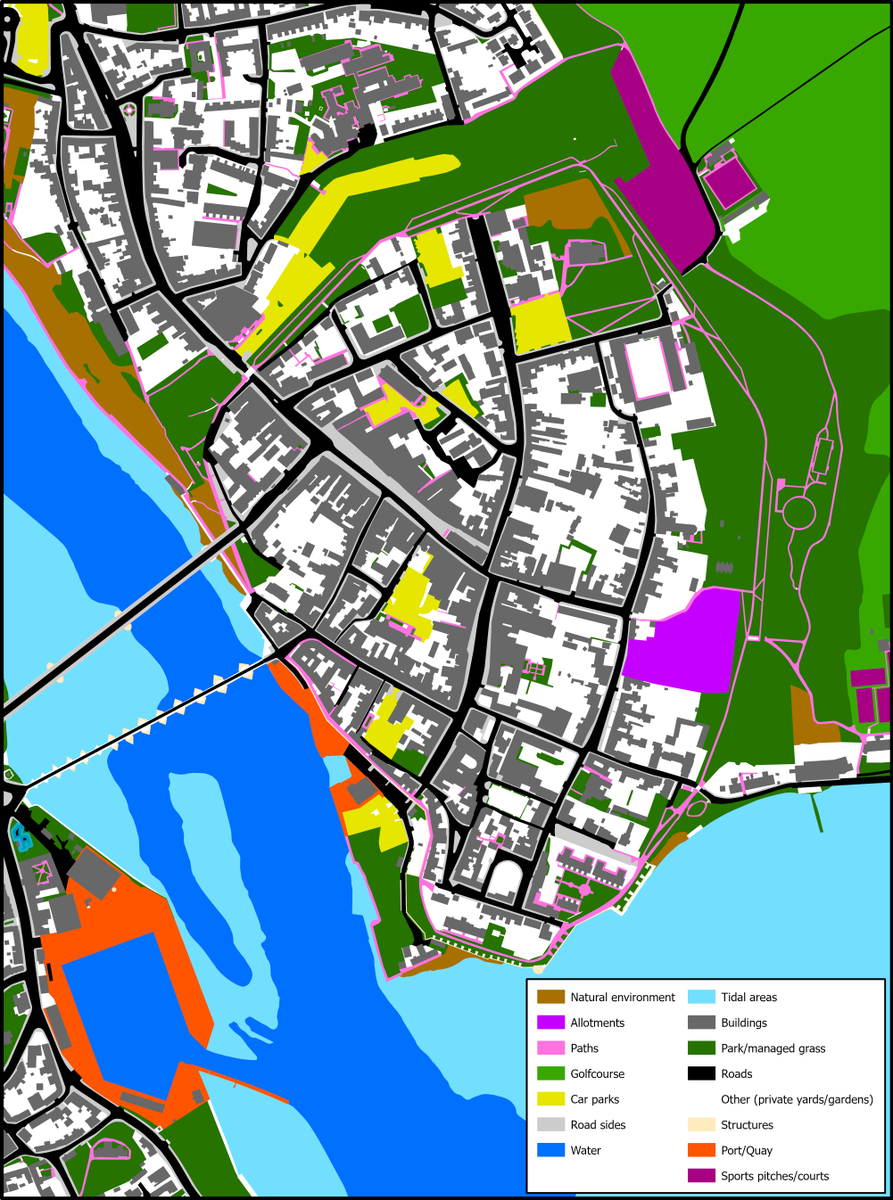 Natural environment
Tidal areas
Allotments
Buildings
Paths
Park/managed grass
Golfcourse
Roads
Car parks
Other (private yards/gardens)
Road sides
Structures
Water
Port/Quay
Sports pitches/courts